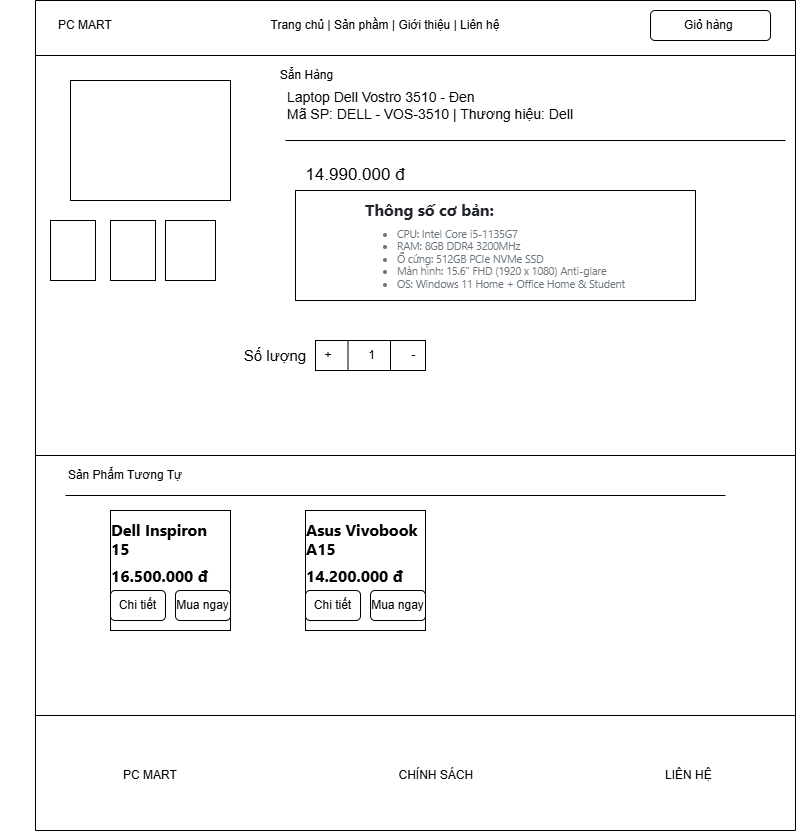 PC MART
Trang chủ | Sản phầm | Giới thiệu | Liên hệ
Giỏ hàng
Sẳn Hàng
Laptop Dell Vostro 3510 - Đen
Mã SP: DELL - VOS-3510 | Thương hiệu: Dell
14.990.000 đ
Thông số cơ bản:
• CPU: Intel Core i5-1135G7
• RAM: 8GB DDR4 3200MHz
• Ổ cứng: 512GB PCIe NVMe SSD
• Màn hình: 15.6" FHD (1920 x 1080) Anti-glare
• OS: Windows 11 Home + Office Home & Student
Số lượng + 1 -
Sản Phẩm Tương Tự
Dell Inspiron
15
16.500.000 đ
Chi tiết Mua ngay
Asus Vivobook
A15
14.200.000 đ
Chi tiết Mua ngay
PC MART
CHÍNH SÁCH
LIÊN HỆ